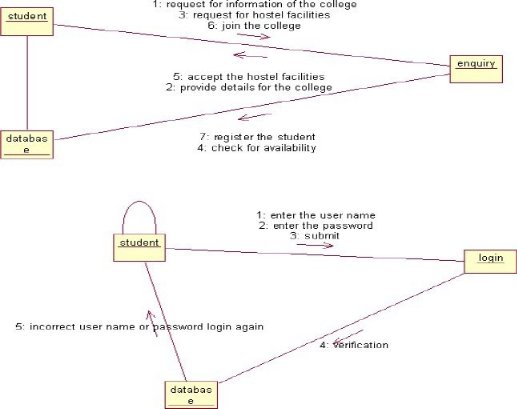 1: request for information of the college
student
3: request for hostel facilities
6: join the college
enquiry
5: accept the hostel facilities
2: provide details for the college
databas
e
7: register the student
4: check for availability
1: enter the user name
2: enter the password
3: submit
student
login
5: incorrect user name or password login again
4: verification
databas
e